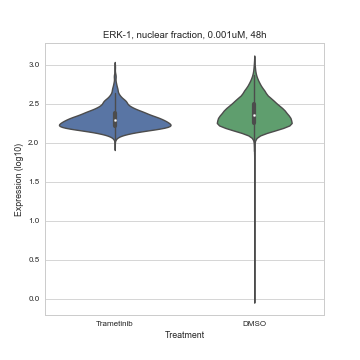 ERK-1, nuclear fraction, 0.001uM, 48h
3.0
2.5
2.0
1.5
1.0
0.5
0.0
Expression (log10)
Trametinib DMSO
Treatment